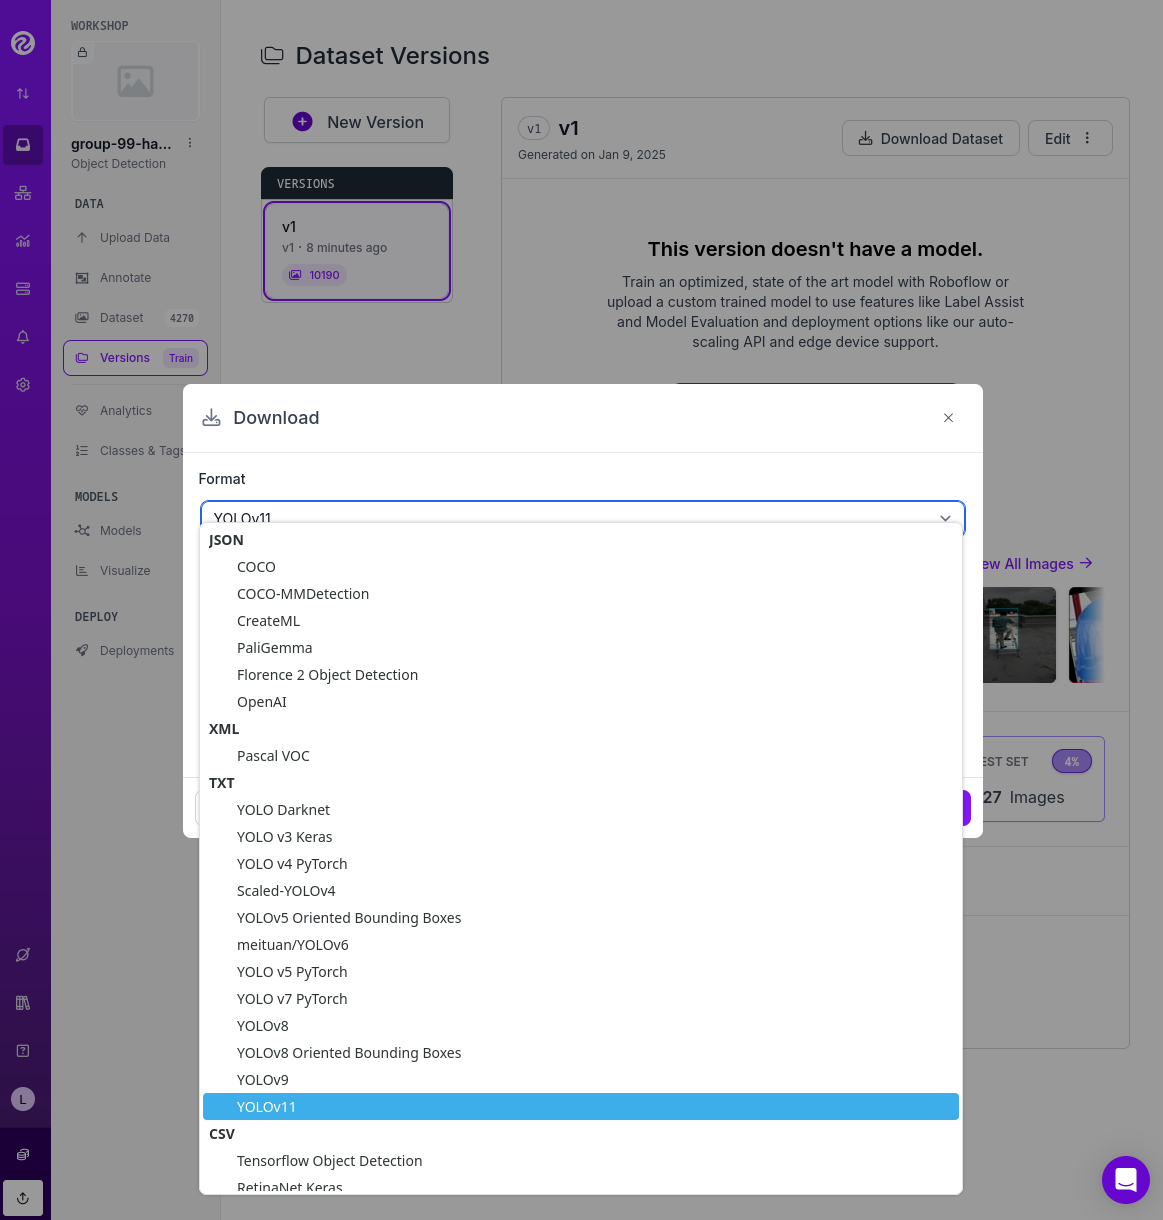 WORKSHOP
group-99-ha...
Object Detection
DATA
Upload Data
Annotate
Dataset 4270
Versions Train
Analytics
Classes & Tags
MODELS
Models
Visualize
DEPLOY
Deployments
L
Dataset Versions
New Version
VERSIONS
v1
v1 · 8 minutes ago
10190
v1 v1
Generated on Jan 9, 2025
Download Dataset
Edit
This version doesn't have a model.
Train an optimized, state of the art model with Roboflow or
upload a custom trained model to use features like Label Assist
and Model Evaluation and deployment options like our auto-
scaling API and edge device support.
Download
Format
YOLOv11
JSON
COCO
COCO-MMDetection
CreateML
PaliGemma
Florence 2 Object Detection
OpenAI
XML
Pascal VOC
TXT
YOLO Darknet
YOLO v3 Keras
YOLO v4 PyTorch
Scaled-YOLOv4
YOLOv5 Oriented Bounding Boxes
meituan/YOLOv6
YOLO v5 PyTorch
YOLO v7 PyTorch
YOLOv8
YOLOv8 Oriented Bounding Boxes
YOLOv9
YOLOv11
CSV
Tensorflow Object Detection
RetinaNet Keras
ew All Images →
EST SET 4%
27 Images